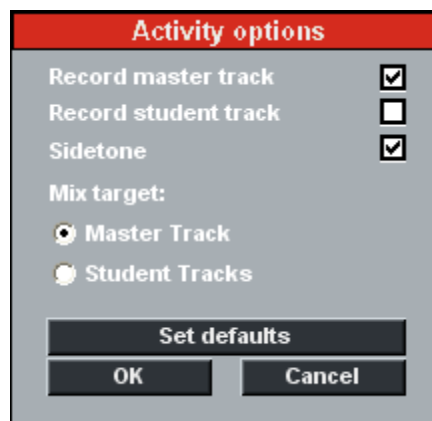 Activity options
Record master track
Record student track
Sidetone
Mix target:
Master Track
Student Tracks
Set defaults
OK Cancel